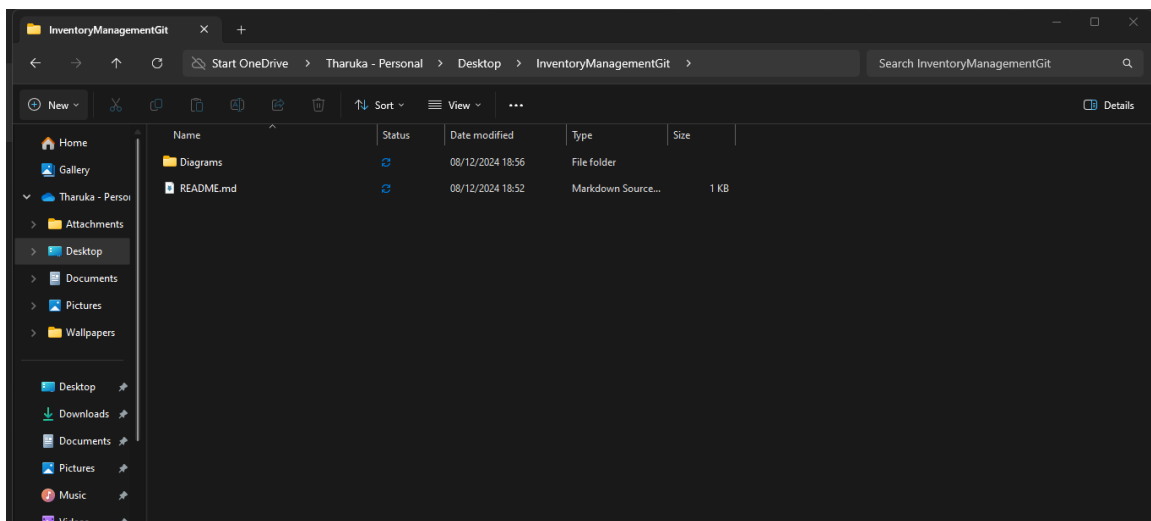 InventoryManagementGit
Start OneDrive > Tharuka - Personal > Desktop > InventoryManagementGit >
Search InventoryManagementGit
New
Sort
View
Details
Name Status Date modified Type Size
Diagrams 08/12/2024 18:56 File folder
README.md 08/12/2024 18:52 Markdown Source... 1 KB
Home
Gallery
Tharuka - Perso
Attachments
Desktop
Documents
Pictures
Wallpapers
Desktop
Downloads
Documents
Pictures
Music